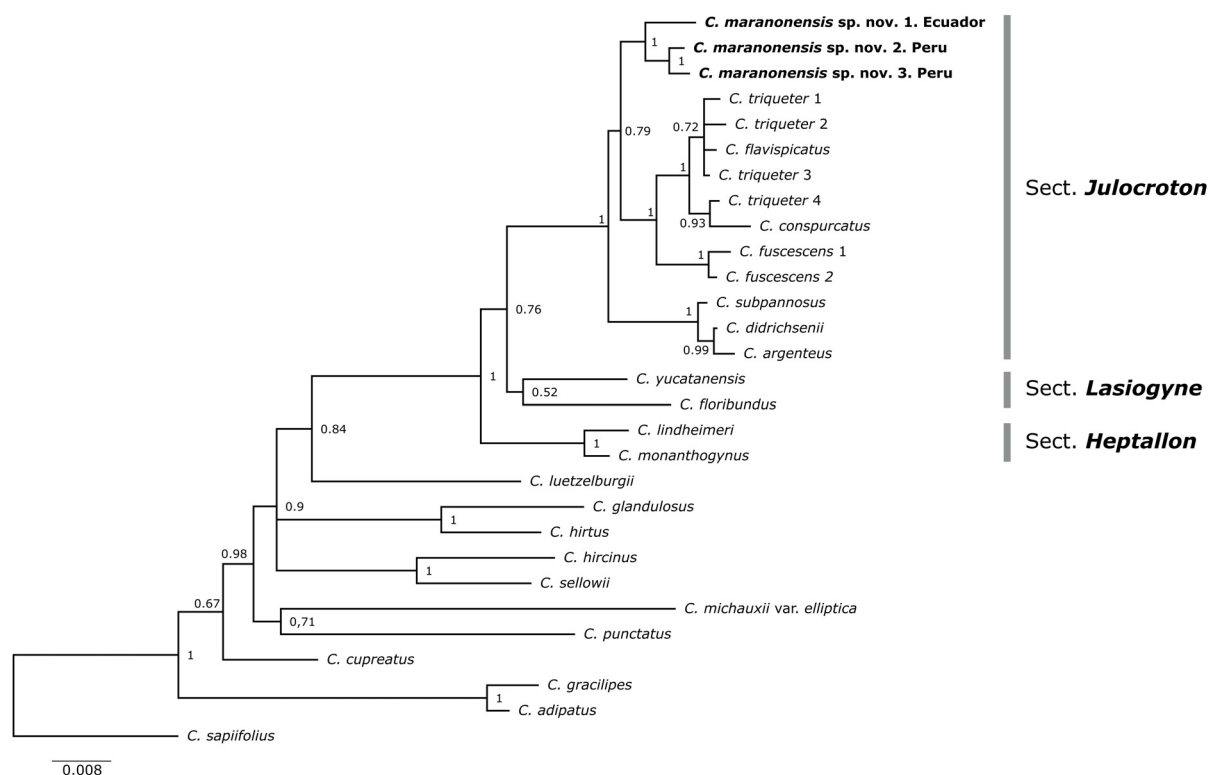 C. maranonensis sp. nov. 1. Ecuador
1
C. maranonensis sp. nov. 2. Peru
1
C. maranonensis sp. nov. 3. Peru
C. triqueter 1
0.72
C. triqueter 2
0.79
C. flavispicatus
1
C. triqueter 3
Sect. Julocroton
C. triqueter 4
1
1
0.93
C. conspurcatus
C. fuscescens 1
1
C. fuscescens 2
C. subpannosus
1
0.76
C. didrichsenii
0.99
C. argenteus
1
C. yucatanensis
0.52
Sect. Lasiogyne
C. floribundus
0.84
C. lindheimeri
1
Sect. Heptallon
C. monanthogynus
C. luetzelburgii
0.9
C. glandulosus
1
C. hirtus
0.98
C. hircinus
1
C. sellowii
0.67
C. michauxii var. elliptica
0,71
C. punctatus
1
C. cupreatus
C. gracilipes
1
C. adipatus
C. sapiifolius
0.008